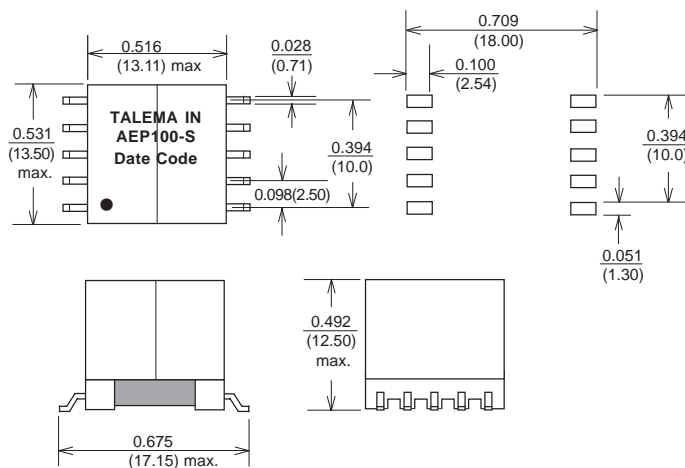 0.516
(13.11) max
0.028
(0.71)
0.709
(18.00)
0.100
(2.54)
TALEMA IN
AEP100-S
Date Code
0.531
(13.50)
max.
0.394
(10.0)
0.098(2.50)
0.394
(10.0)
0.051
(1.30)
0.492
(12.50)
max.
0.675
(17.15) max.